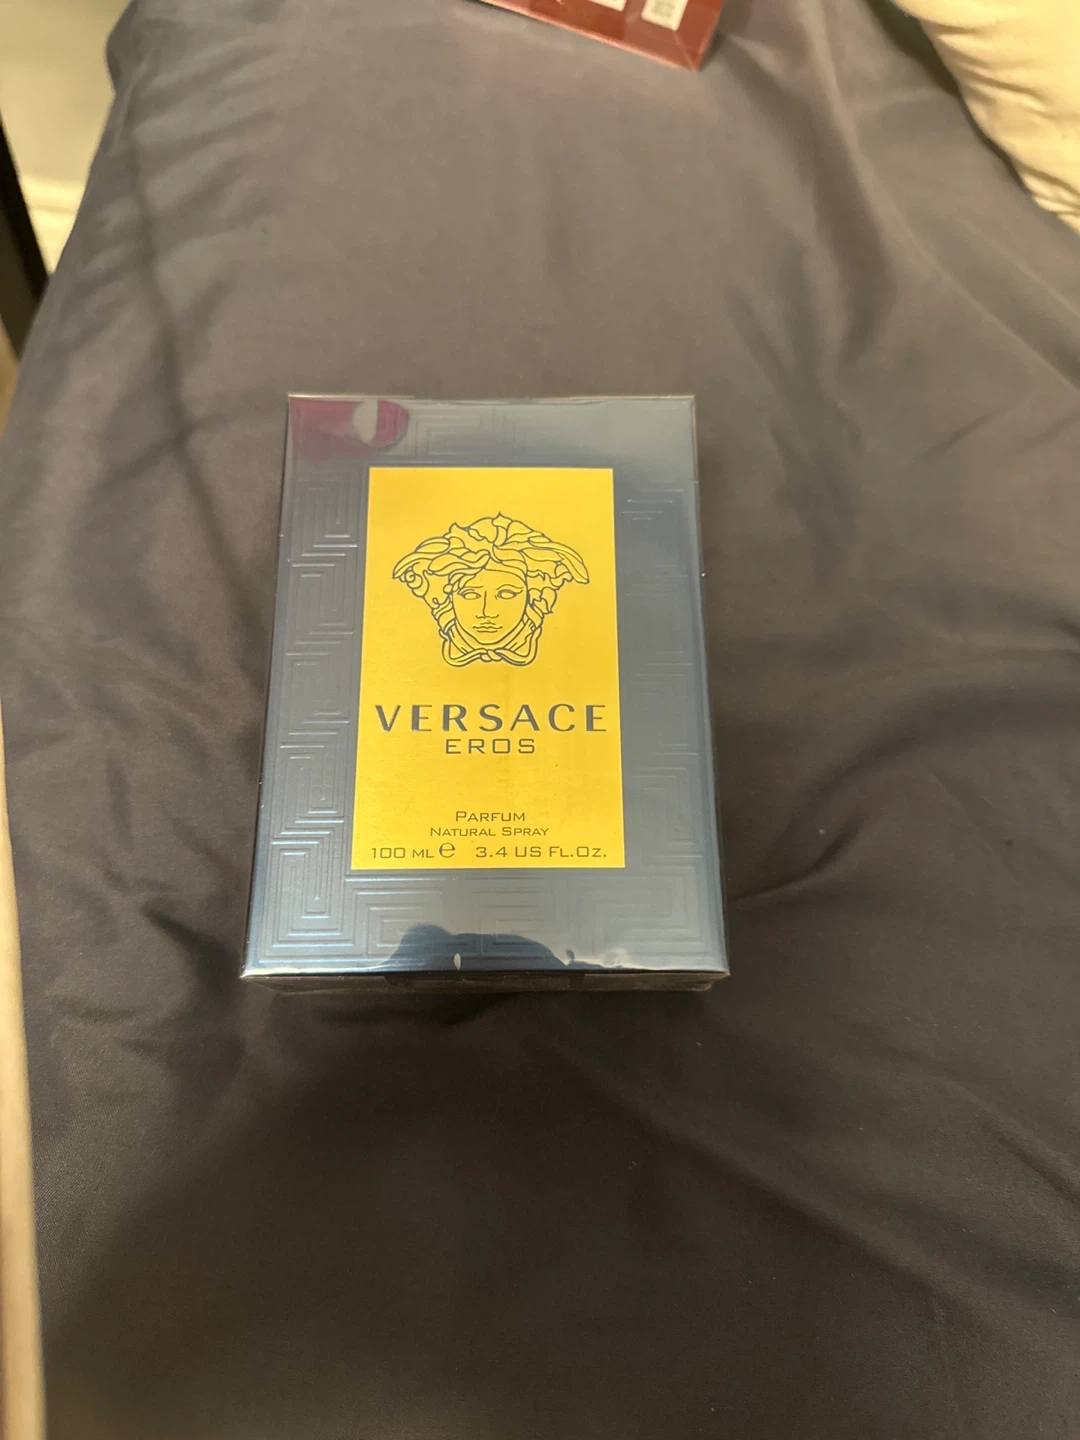 VERSACE
EROS
PARFUM
NATURAL SPRAY
100 ML e 3.4 US FL.OZ.